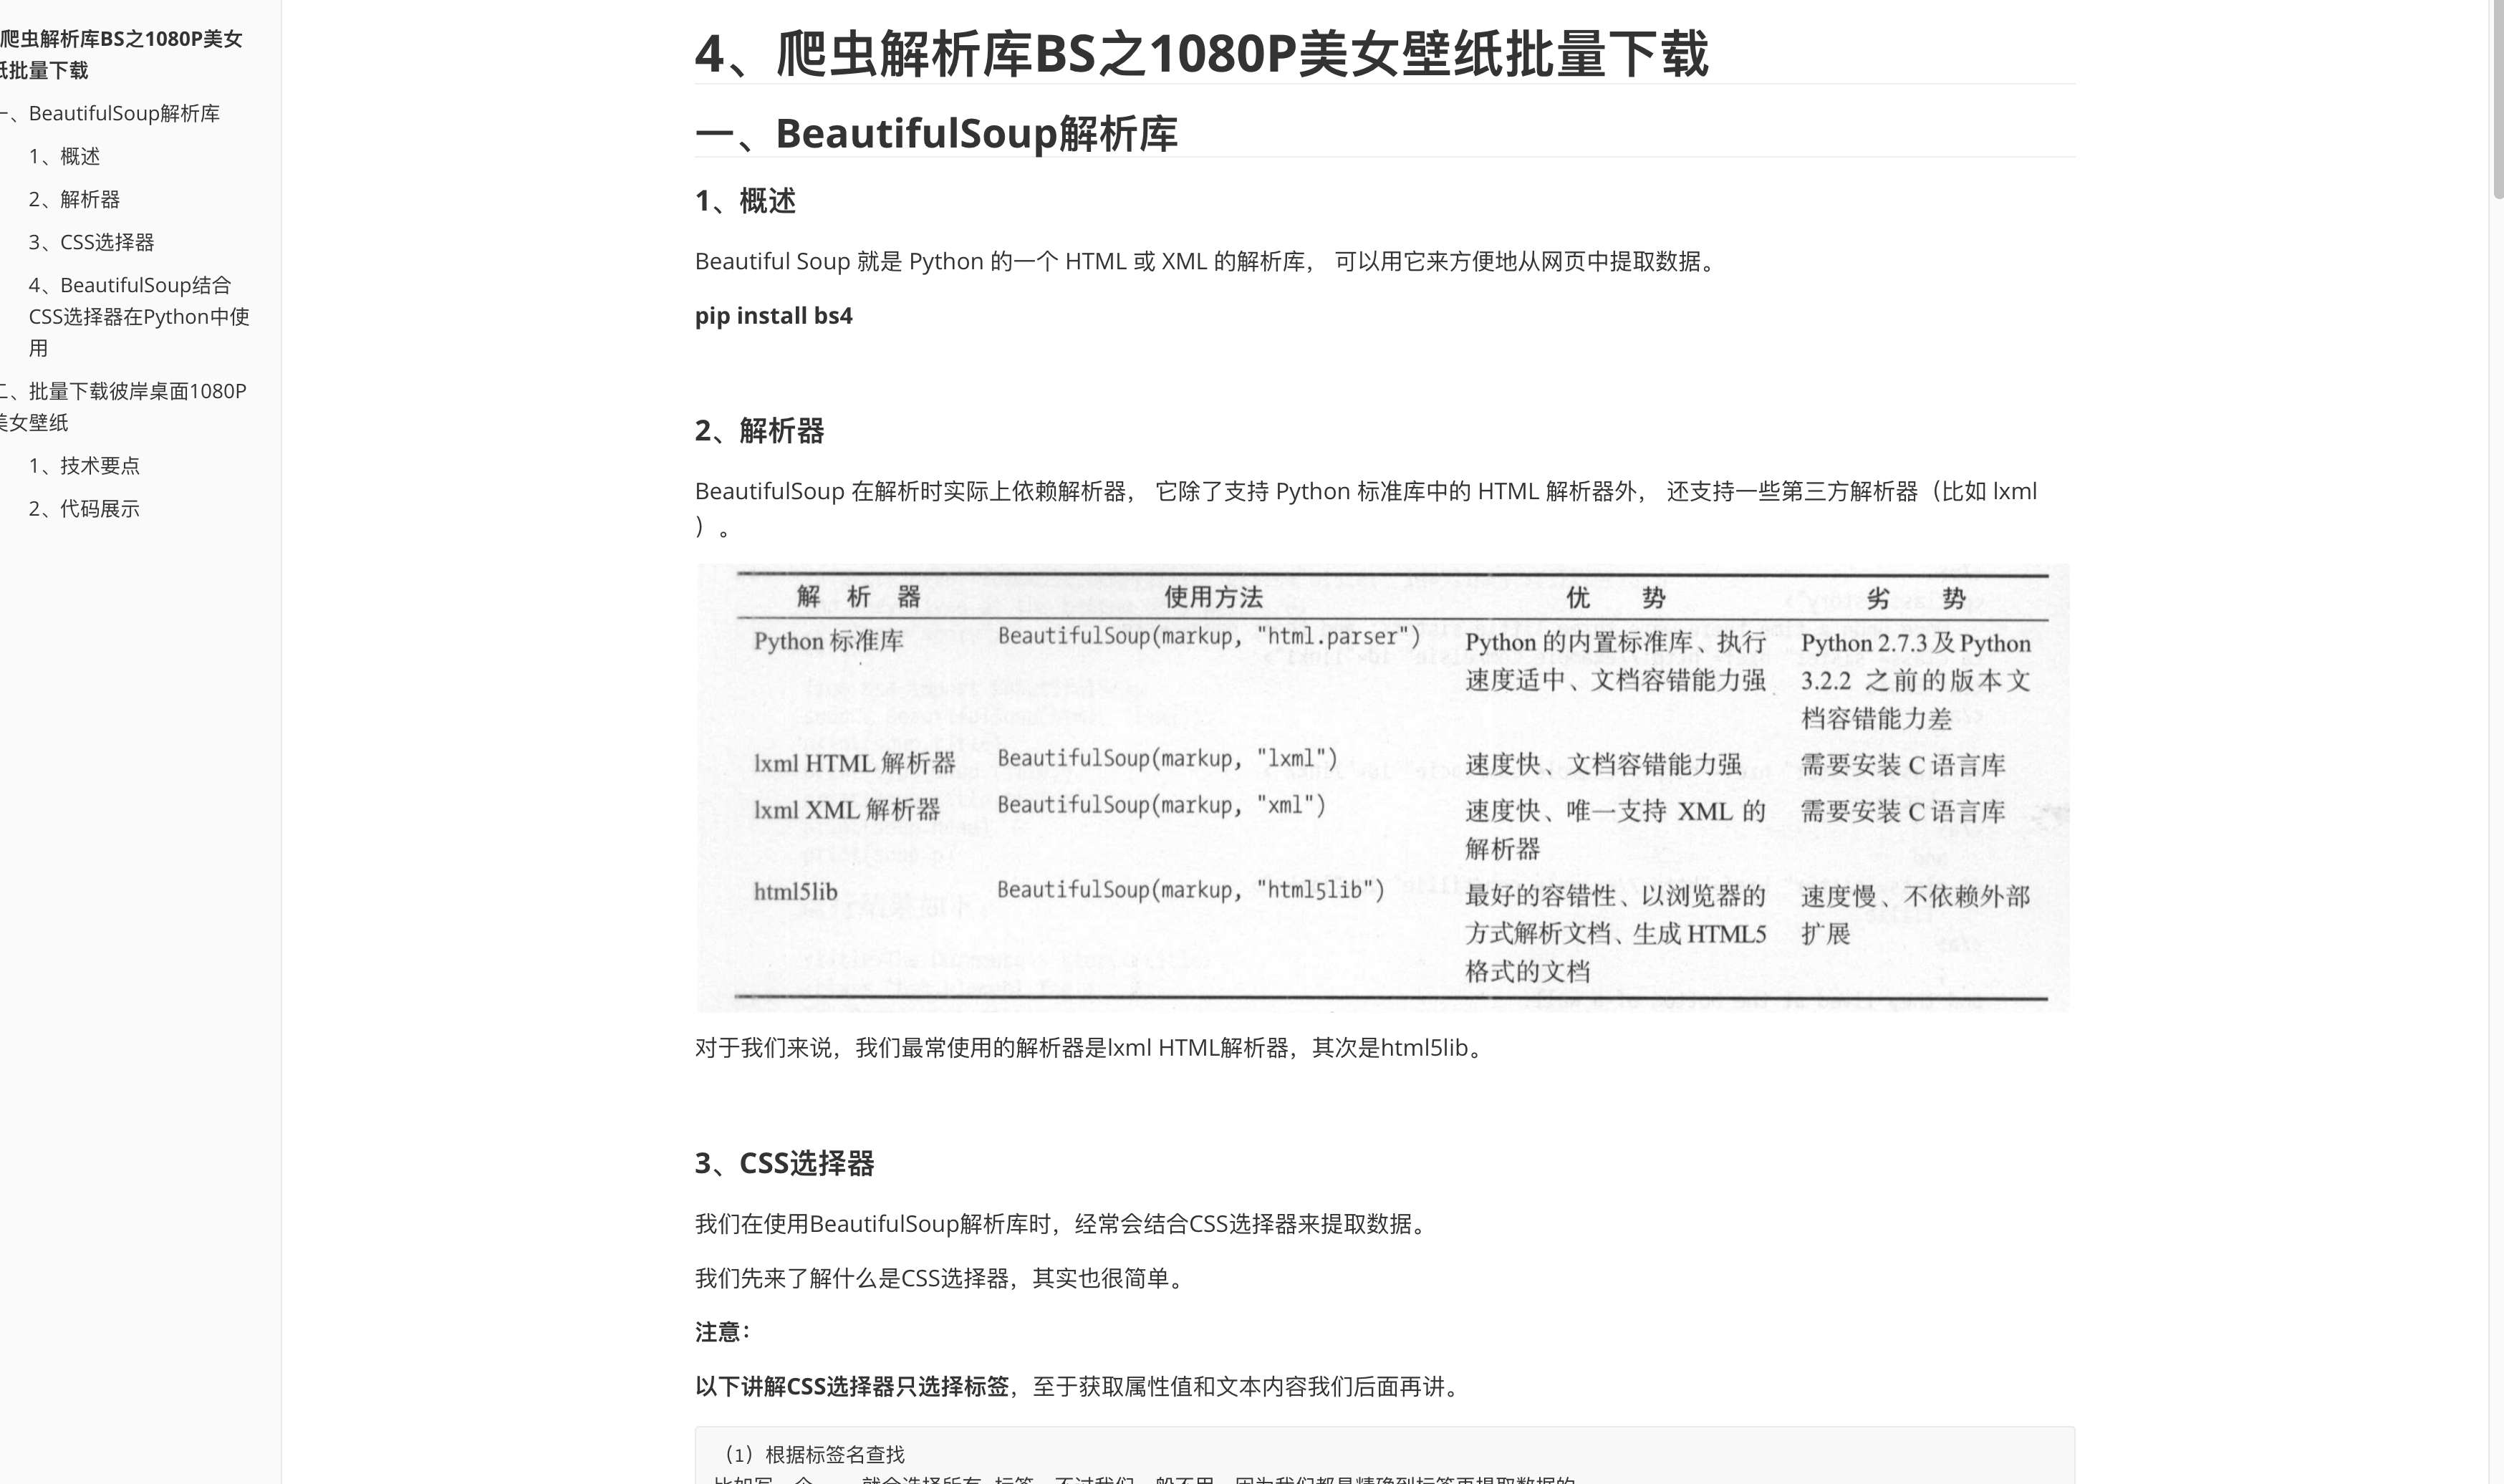 爬虫解析库BS之1080P美女
纸批量下载
一、BeautifulSoup解析库
1、概述
2、解析器
3、CSS选择器
4、BeautifulSoup结合
CSS选择器在Python中使
用
二、批量下载彼岸桌面1080P
美女壁纸
1、技术要点
2、代码展示
4、爬虫解析库BS之1080P美女壁纸批量下载
一、BeautifulSoup解析库
1、概述
Beautiful Soup 就是 Python 的一个 HTML 或 XML 的解析库， 可以用它来方便地从网页中提取数据。
pip install bs4
2、解析器
BeautifulSoup 在解析时实际上依赖解析器， 它除了支持 Python 标准库中的 HTML 解析器外， 还支持一些第三方解析器（比如 lxml
）。
解 析 器 使用方法 优 势 劣 势
Python 标准库 BeautifulSoup(markup, "html.parser") Python 的内置标准库、执行 Python 2.7.3 及 Python
速度适中、文档容错能力强 3.2.2 之前的版本文
档容错能力差
lxml HTML 解析器 BeautifulSoup(markup, "lxml") 速度快、文档容错能力强 需要安装 C 语言库
lxml XML 解析器 BeautifulSoup(markup, "xml") 速度快、唯一支持 XML 的 需要安装 C 语言库
解析器
html5lib BeautifulSoup(markup, "html5lib") 最好的容错性、以浏览器的 速度慢、不依赖外部
方式解析文档、生成 HTML5 扩展
格式的文档
对于我们来说，我们最常使用的解析器是lxml HTML解析器，其次是html5lib。
3、CSS选择器
我们在使用BeautifulSoup解析库时，经常会结合CSS选择器来提取数据。
我们先来了解什么是CSS选择器，其实也很简单。
注意：
以下讲解CSS选择器只选择标签，至于获取属性值和文本内容我们后面再讲。
（1）根据标签名查找